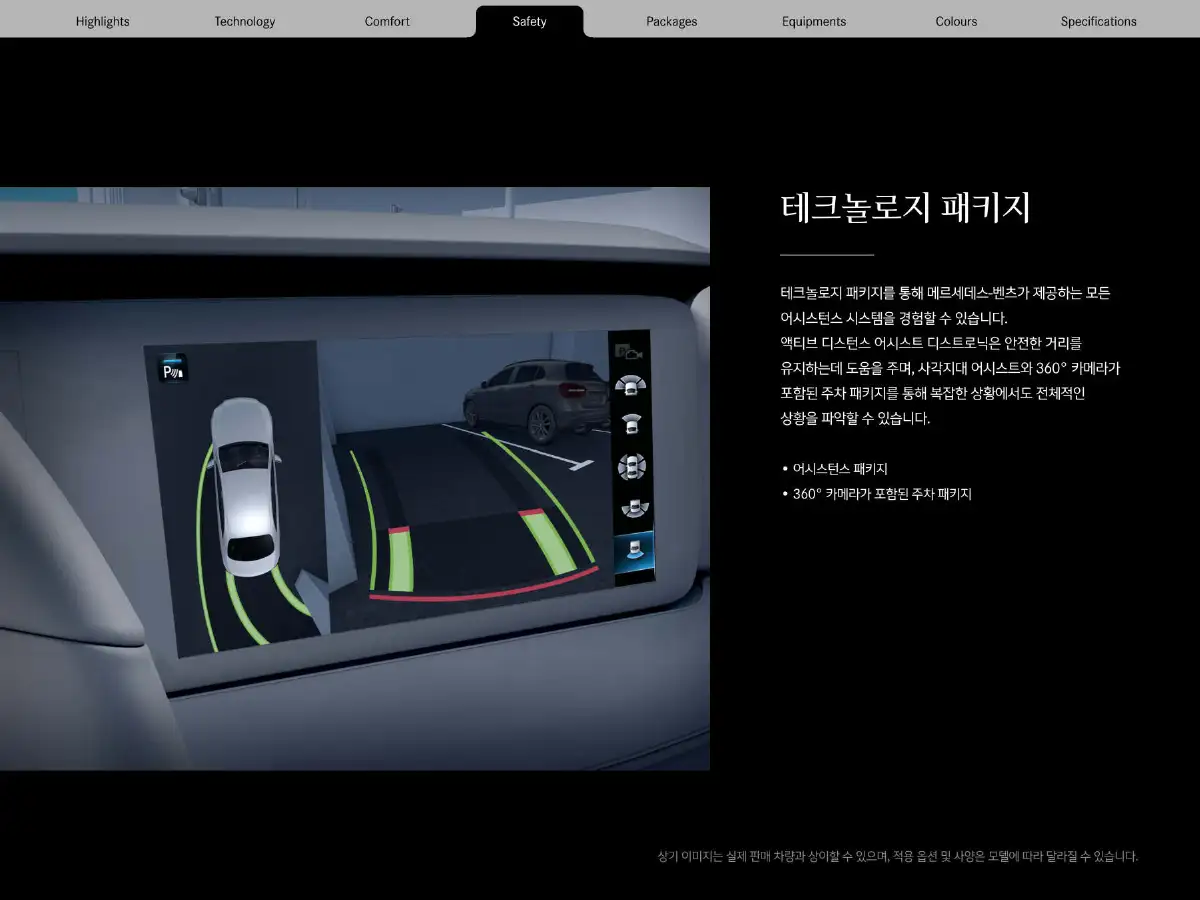 Highlights
Technology
Comfort
Safety
Packages
Equipments
Colours
Specifications
테크놀로지 패키지
테크놀로지 패키지를 통해 메르세데스-벤츠가 제공하는 모든
어시스턴스 시스템을 경험할 수 있습니다.
액티브 디스턴스 어시스트 디스트로닉은 안전한 거리를
유지하는데 도움을 주며, 사각지대 어시스트와 360° 카메라가
포함된 주차 패키지를 통해 복잡한 상황에서도 전체적인
상황을 파악할 수 있습니다.
• 어시스턴스 패키지
• 360° 카메라가 포함된 주차 패키지
P
상기 이미지는 실제 판매 차량과 상이할 수 있으며, 적용 옵션 및 사양은 모델에 따라 달라질 수 있습니다.